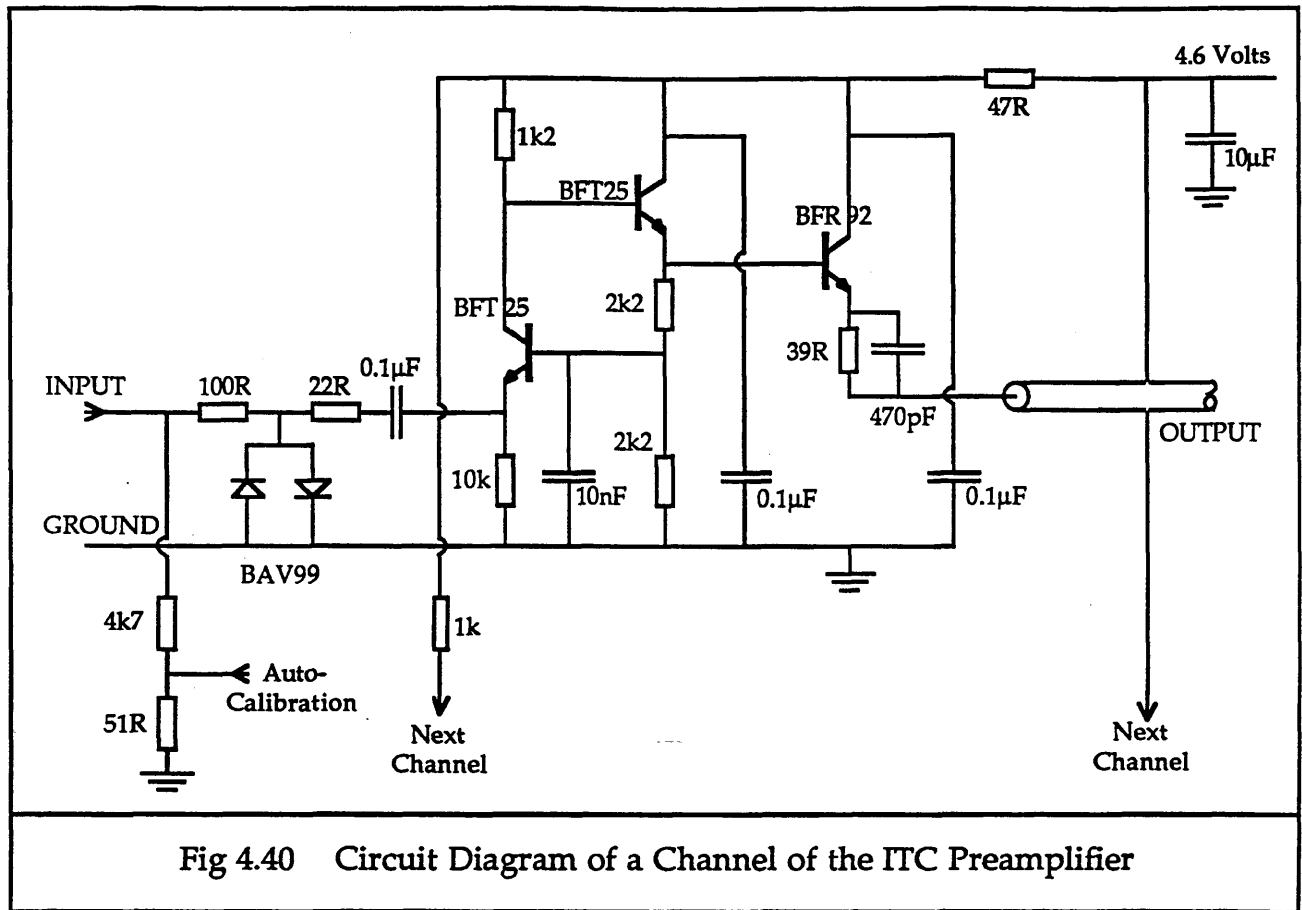 4.6 Volts
47R
10µF
1k2
BFT25
BFR 92
BFT 25
2k2
39R
0.1µF
INPUT
100R
22R
470pF
OUTPUT
2k2
10k
10nF
0.1µF
0.1µF
GROUND
BAV99
4k7
1k
Auto-
Calibration
51R
Next
Channel
Next
Channel
Fig 4.40 Circuit Diagram of a Channel of the ITC Preamplifier